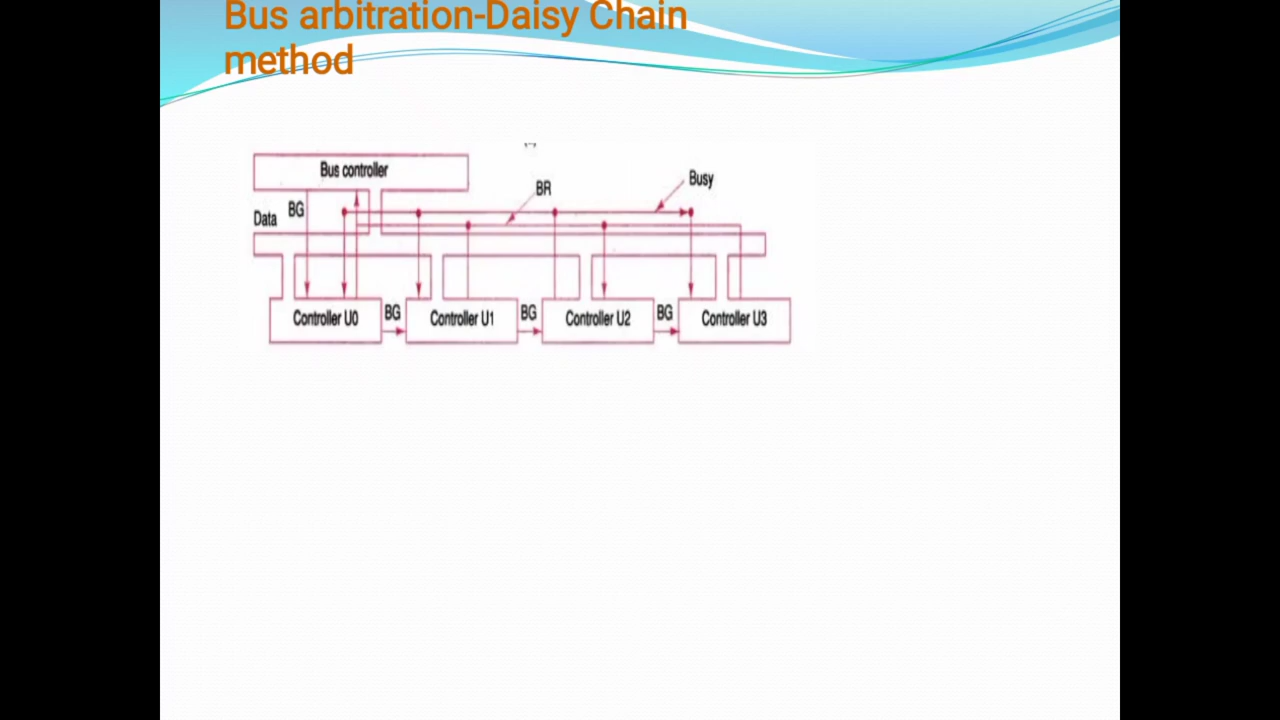 Bus arbitration-Daisy Chain
method
Bus controller
BR
Busy
BG
Data
Controller U0
BG
Controller U1
BG
Controller U2
BG
Controller U3